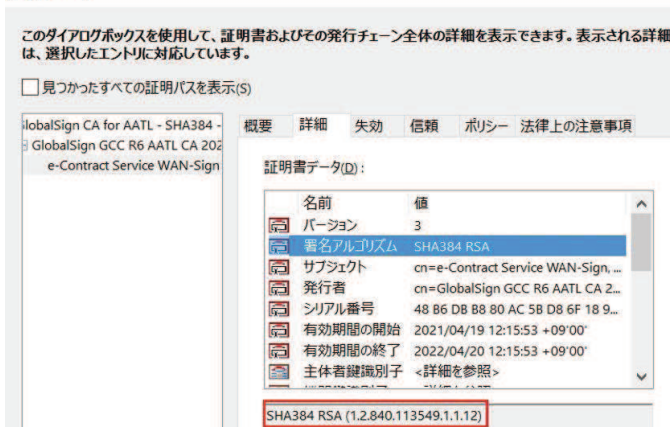 このダイアログボックスを使用して、証明書およびその発行チェーン全体の詳細を表示できます。表示される詳細
は、選択したエントリに対応しています。
見つかったすべての証明パスを表示(S)
lobalSign CA for AATL - SHA384 -
GlobalSign GCC R6 AATL CA 202
e-Contract Service WAN-Sign
概要 詳細 失効 信頼 ポリシー 法律上の注意事項
証明書データ(D):
名前 値
バージョン 3
署名アルゴリズム SHA384 RSA
サブジェクト cn=e-Contract Service WAN-Sign, ...
発行者 cn=GlobalSign GCC R6 AATL CA 2...
シリアル番号 48 B6 DB B8 80 AC 5B D8 6F 18 9...
有効期間の開始 2021/04/19 12:15:53 +09'00'
有効期間の終了 2022/04/20 12:15:53 +09'00'
主体者鍵識別子 <詳細を参照>
SHA384 RSA (1.2.840.113549.1.1.12)